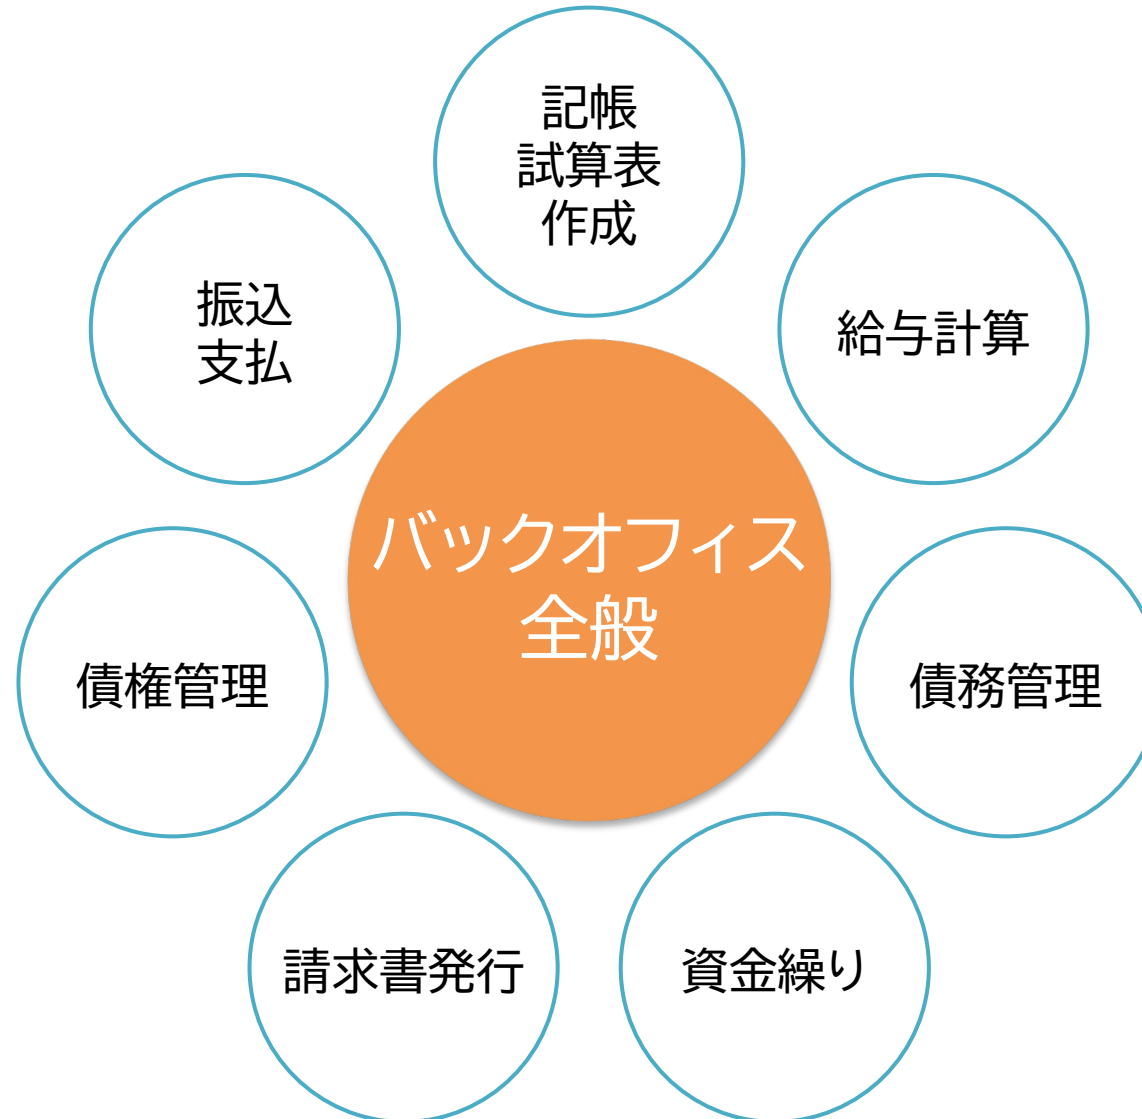 記帳
試算表
作成
振込
支払
給与計算
バックオフィス
全般
債権管理
債務管理
請求書発行
資金繰り